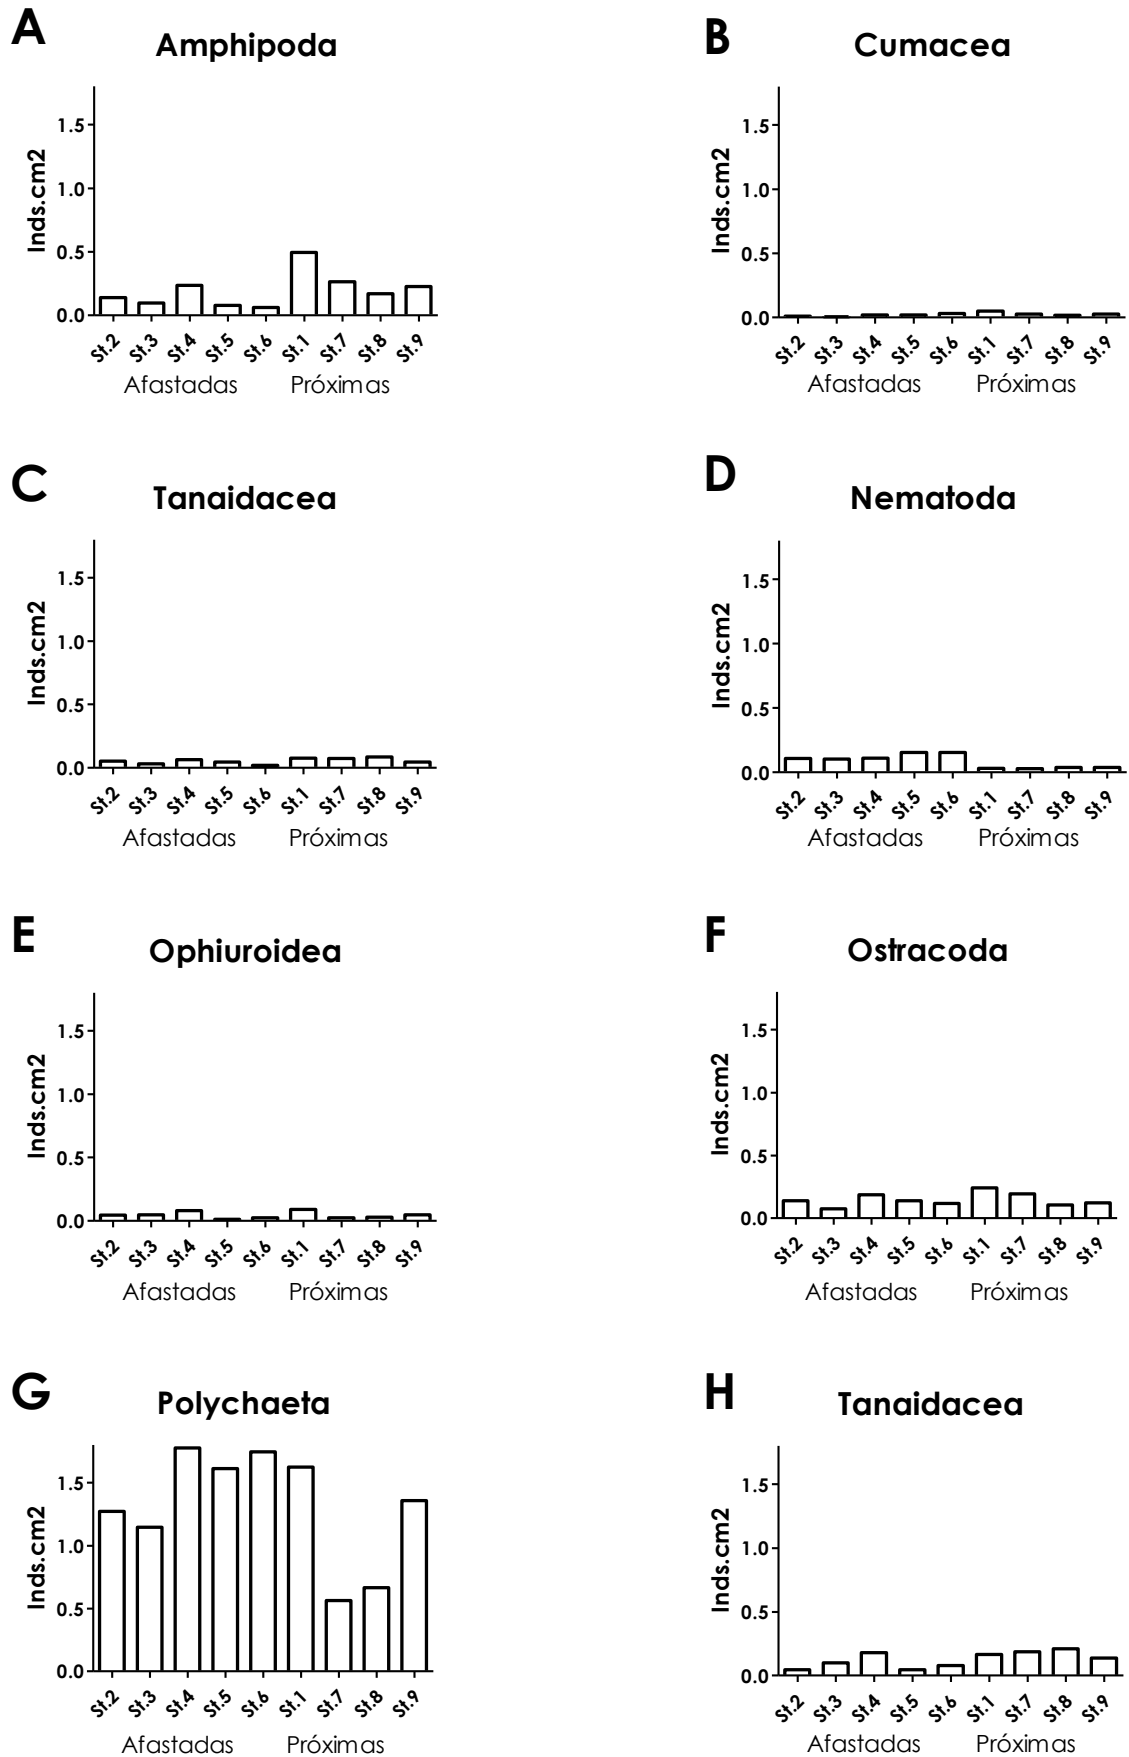 A
Amphipoda
Inds.cm2
1.5
1.0
0.5
0.0
St.2 St.3 St.4 St.5 St.6 St.1 St.7 St.8 St.9
Afastadas Próximas
B
Cumacea
Inds.cm2
1.5
1.0
0.5
0.0
St.2 St.3 St.4 St.5 St.6 St.1 St.7 St.8 St.9
Afastadas Próximas
C
Tanaidacea
Inds.cm2
1.5
1.0
0.5
0.0
St.2 St.3 St.4 St.5 St.6 St.1 St.7 St.8 St.9
Afastadas Próximas
D
Nematoda
Inds.cm2
1.5
1.0
0.5
0.0
St.2 St.3 St.4 St.5 St.6 St.1 St.7 St.8 St.9
Afastadas Próximas
E
Ophiuroidea
Inds.cm2
1.5
1.0
0.5
0.0
St.2 St.3 St.4 St.5 St.6 St.1 St.7 St.8 St.9
Afastadas Próximas
F
Ostracoda
Inds.cm2
1.5
1.0
0.5
0.0
St.2 St.3 St.4 St.5 St.6 St.1 St.7 St.8 St.9
Afastadas Próximas
G
Polychaeta
Inds.cm2
1.5
1.0
0.5
0.0
St.2 St.3 St.4 St.5 St.6 St.1 St.7 St.8 St.9
Afastadas Próximas
H
Tanaidacea
Inds.cm2
1.5
1.0
0.5
0.0
St.2 St.3 St.4 St.5 St.6 St.1 St.7 St.8 St.9
Afastadas Próximas